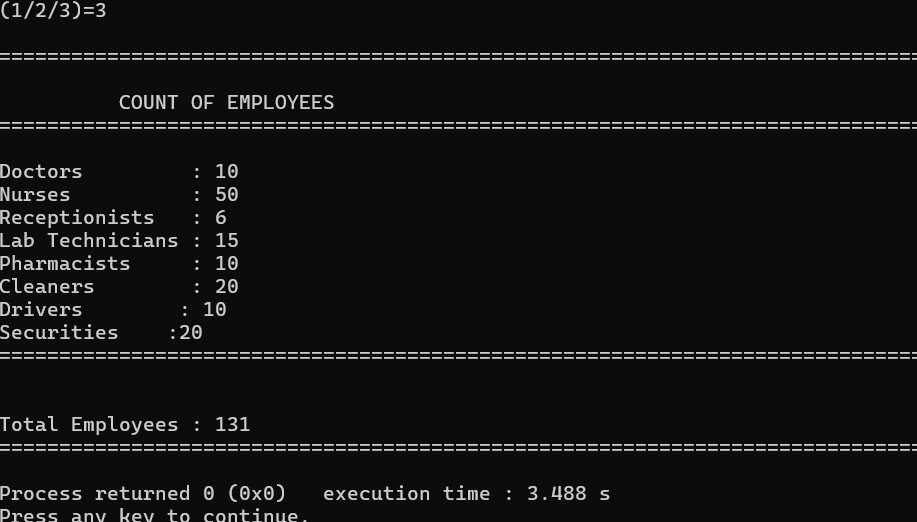 (1/2/3)=3
=============================================================================
COUNT OF EMPLOYEES
=============================================================================
Doctors         : 10
Nurses          : 50
Receptionists   : 6
Lab Technicians : 15
Pharmacists     : 10
Cleaners        : 20
Drivers        : 10
Securities    :20
=============================================================================
Total Employees : 131
=============================================================================
Process returned 0 (0x0)   execution time : 3.488 s
Press any key to continue.